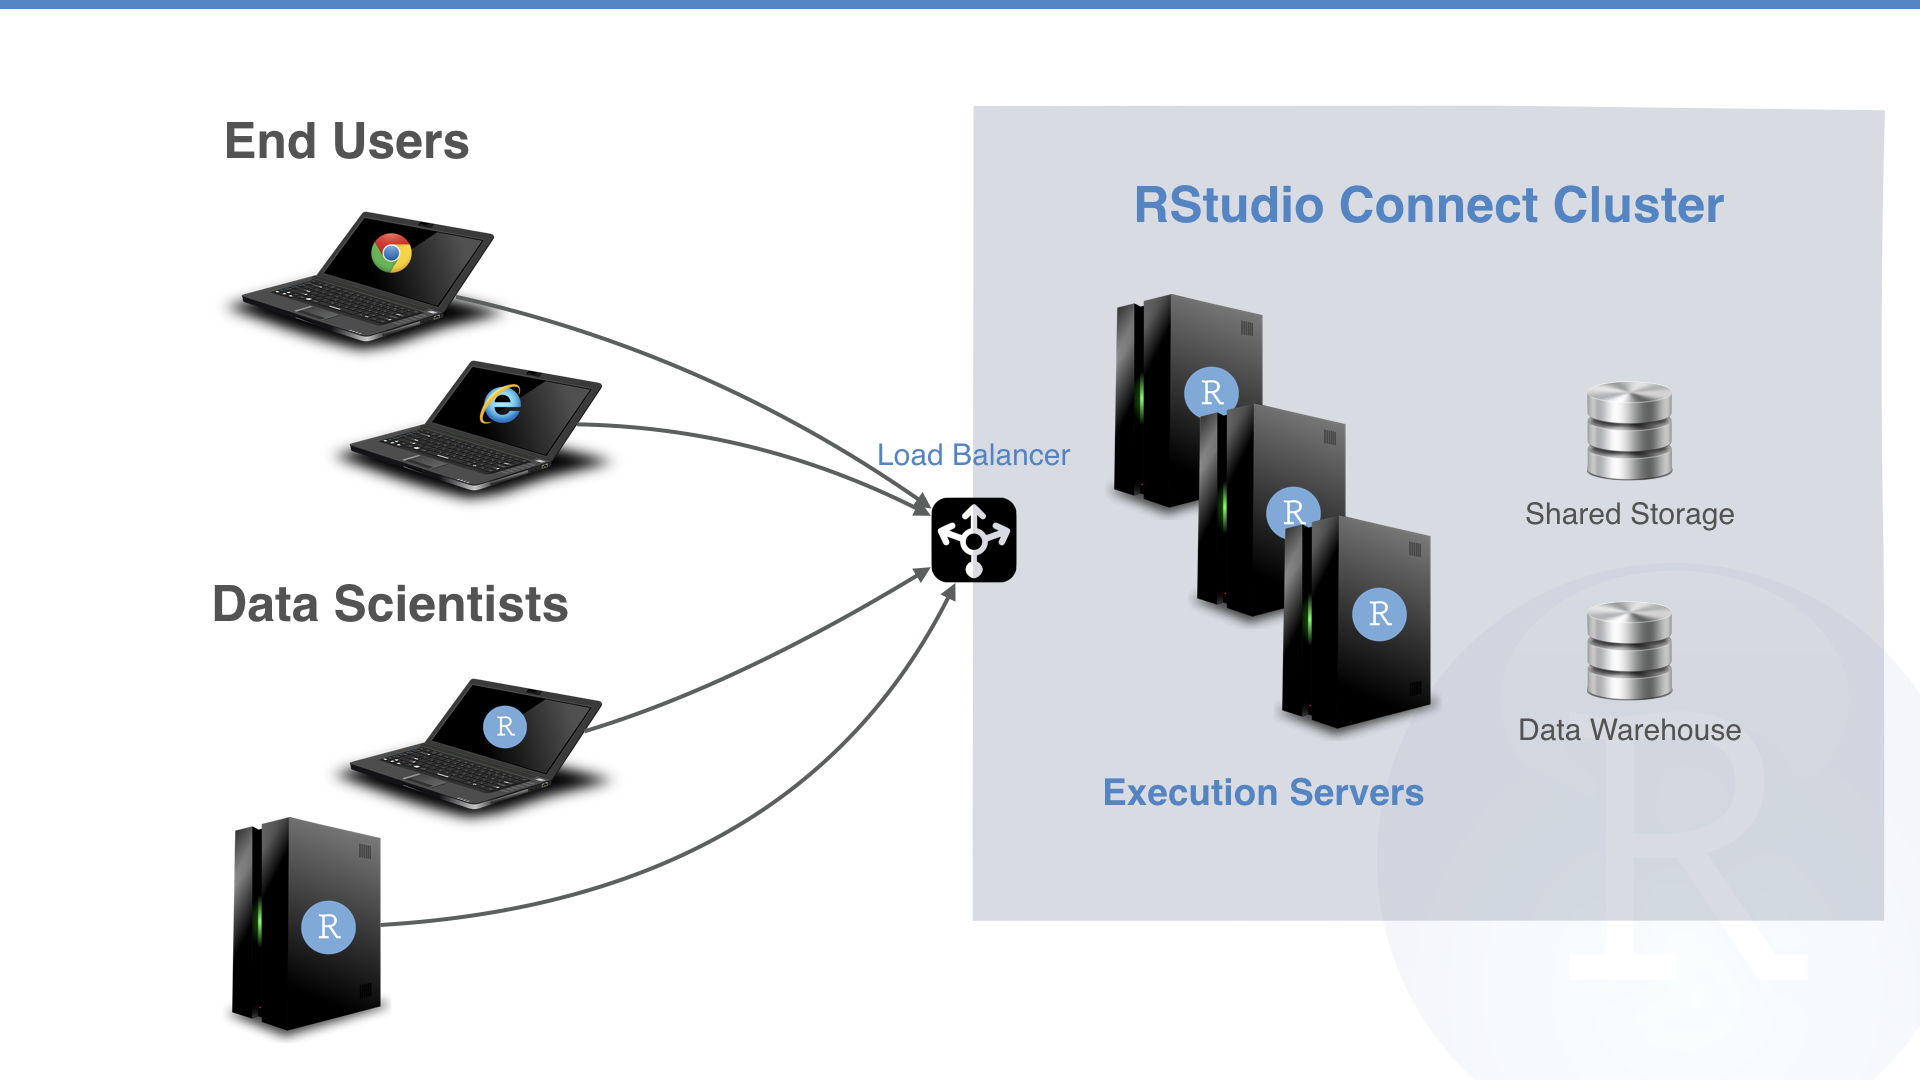 End Users
RStudio Connect Cluster
R
Load Balancer
R
Shared Storage
Data Scientists
R
R
Data Warehouse
Execution Servers
R
R